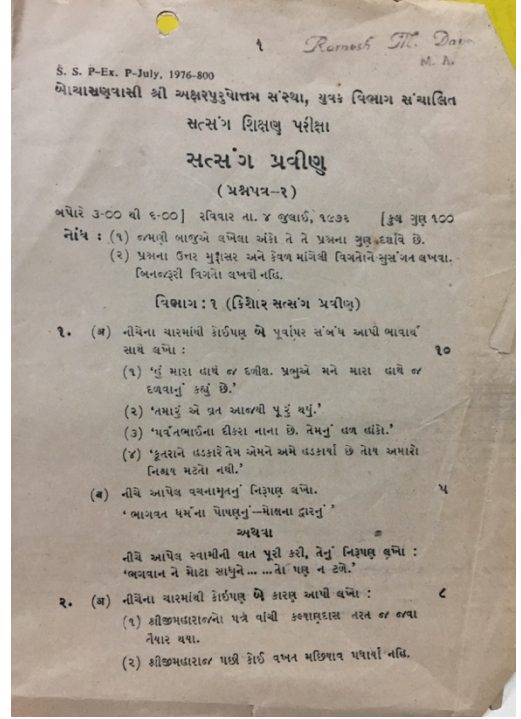 ૧
Ramesh M. Dave
M. A.
S. S. P-Ex. P-July, 1976-800
બોચાસણવાસી શ્રી અક્ષરપુરુષોત્તમ સંસ્થા, યુવક વિભાગ સંચાલિત
સત્સંગ શિક્ષણ પરીક્ષા
સત્સંગ પ્રવીણ
(પ્રશ્નપત્ર-૧)
બપોરે ૩-૦૦ થી ૬-૦૦] રવિવાર તા. ૪ જુલાઈ, ૧૯૭૬ [કુલ ગુણ ૧૦૦
નોંધ : (૧) જમણી બાજુએ લખેલા અંકો તે તે પ્રશ્નના ગુણ દર્શાવે છે.
(૨) પ્રશ્નના ઉત્તર મુદ્દાસર અને કેવળ માંગેલી વિગતોને સુસંગત લખવા.
બિનજરૂરી વિગતો લખવી નહિ.
વિભાગ : ૧ (કિશોર સત્સંગ પ્રવીણ)
૧. (અ) નીચેના ચારમાંથી કોઈપણ બે પૂર્વાપર સંબંધ આપી ભાવાર્થ
સાથે લખો : ૧૦
(૧) ‘હું મારા હાથે જ દળીશ. પ્રભુએ મને મારા હાથે જ
દળવાનું કહ્યું છે.’
(૨) ‘તમારું એ વ્રત આજથી પૂરું થયું.’
(૩) ‘પર્વતભાઈના દીકરા નાના છે. તેમનું હળ હાંકો.’
(૪) ‘કૂતરાને હડકારે તેમ એમને અમે હડકાર્યા છે તોય અમારો
નિશ્ચય મટતો નથી.’
(બ) નીચે આપેલ વચનામૃતનું નિરૂપણ લખો. ૫
‘ ભાગવત ધર્મના પોષણનું—મોક્ષના દ્વારનું ’
અથવા
નીચે આપેલ સ્વામીની વાત પૂરી કરી, તેનું નિરૂપણ લખો :
‘ભગવાન ને મોટા સાધુને... ...તો પણ ન ટળે.’
૨. (અ) નીચેના ચારમાંથી કોઈપણ બે કારણ આપી લખો : ૮
(૧) શ્રીજીમહારાજનો પત્ર વાંચી કલ્યાણદાસ તરત જ જવા
તૈયાર થયા.
(૨) શ્રીજીમહારાજ પછી કોઈ વખત મછિયાવ પધાર્યા નહિ.